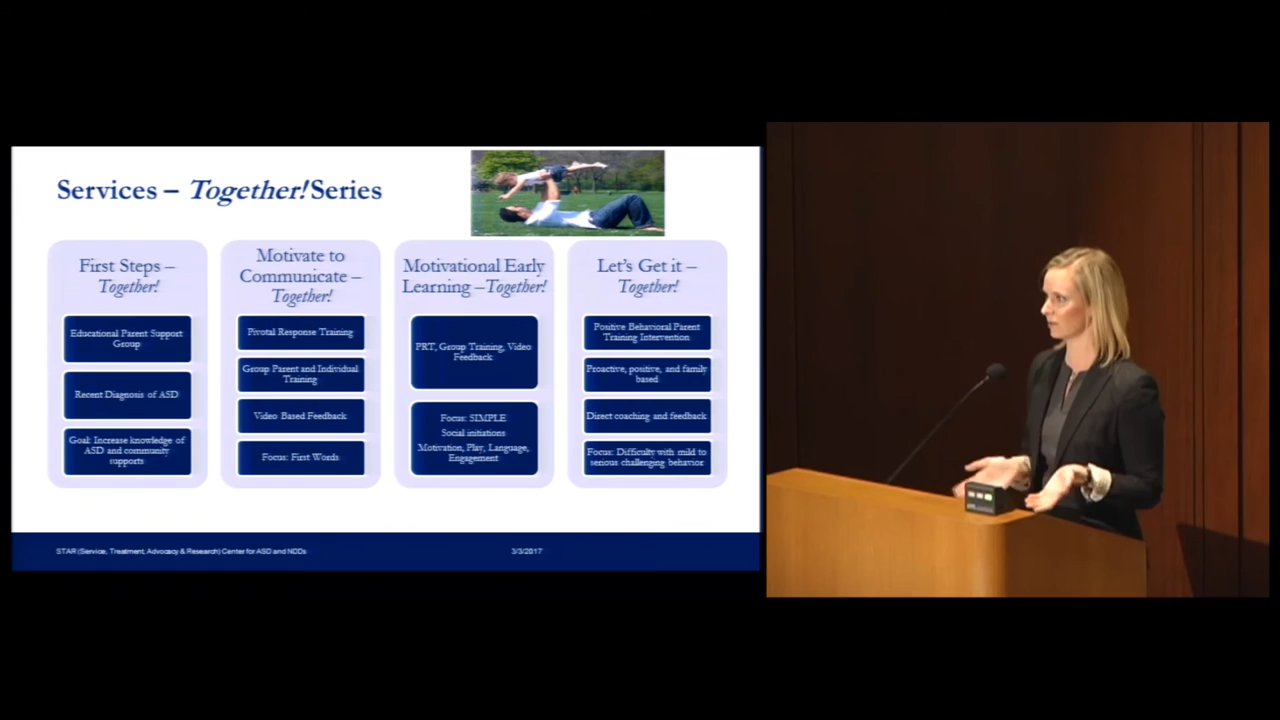 Services – Together! Series
First Steps –
Together!
Educational Parent Support
Group
Recent Diagnosis of ASD
Goal: Increase knowledge of
ASD and community
supports
Motivate to
Communicate –
Together!
Pivotal Response Training
Group Parent and Individual
Training
Video Based Feedback
Focus: First Words
Motivational Early
Learning –Together!
PRT, Group Training, Video
Feedback
Focus: SIMPLE
Social initiations
Motivation, Play, Language,
Engagement
Let's Get it –
Together!
Positive Behavioral Parent
Training Intervention
Proactive, positive, and family
based
Direct coaching and feedback
Focus: Difficulty with mild to
serious challenging behavior
STAR (Service, Treatment, Advocacy & Research) Center for ASD and NDDs
3/3/2017